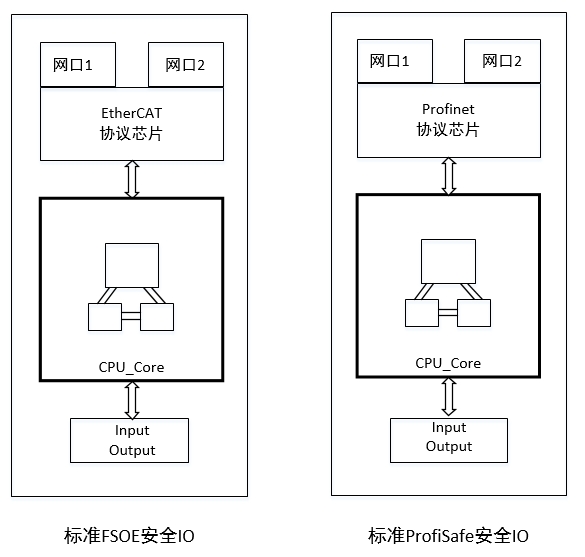 网口1
网口2
EtherCAT
协议芯片
CPU_Core
Input
Output
标准FSOE安全IO
网口1
网口2
Profinet
协议芯片
CPU_Core
Input
Output
标准ProfiSafe安全IO